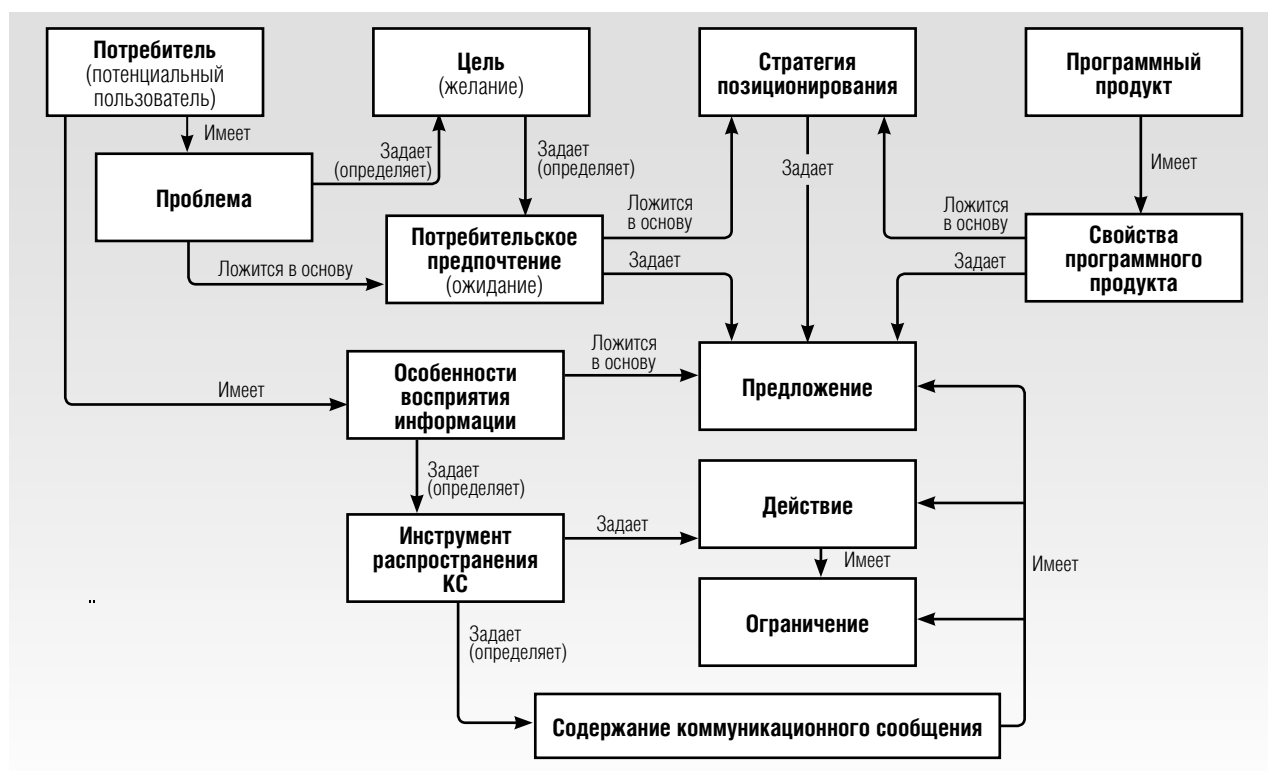 Потребитель
(потенциальный
пользователь)
Цель
(желание)
Стратегия
позиционирования
Программный
продукт
Имеет
Задает
(определяет)
Задает
(определяет)
Задает
Имеет
Проблема
Ложится
в основу
Ложится
в основу
Потребительское
предпочтение
(ожидание)
Свойства
программного
продукта
Ложится в основу
Задает
Задает
Имеет
Особенности
восприятия
информации
Ложится
в основу
Предложение
Задает
(определяет)
Действие
Инструмент
распространения
КС
Задает
Имеет
Имеет
Ограничение
Задает
(определяет)
Содержание коммуникационного сообщения